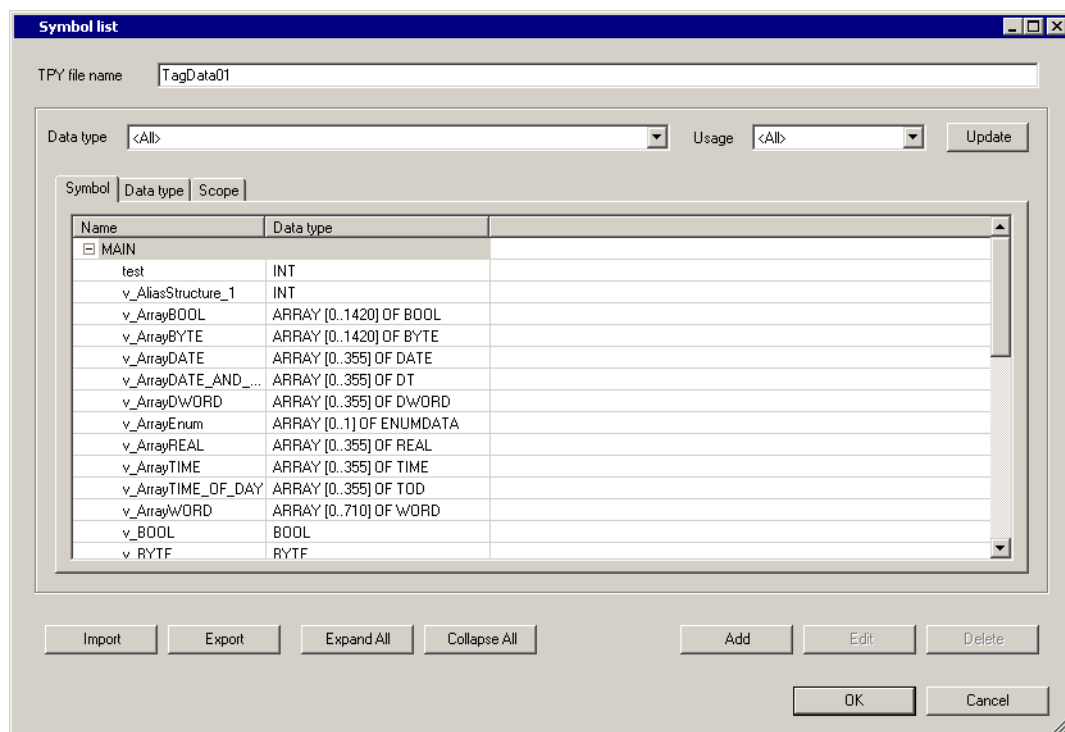 Symbol list
TPY file name TagData01
Data type <All> Usage <All> Update
Symbol Data type Scope
Name Data type
MAIN
test INT
v_AliasStructure_1 INT
v_ArrayBOOL ARRAY [0..1420] OF BOOL
v_ArrayBYTE ARRAY [0..1420] OF BYTE
v_ArrayDATE ARRAY [0..355] OF DATE
v_ArrayDATE_AND_... ARRAY [0..355] OF DT
v_ArrayDWORD ARRAY [0..355] OF DWORD
v_ArrayEnum ARRAY [0..1] OF ENUMDATA
v_ArrayREAL ARRAY [0..355] OF REAL
v_ArrayTIME ARRAY [0..355] OF TIME
v_ArrayTIME_OF_DAY ARRAY [0..355] OF TOD
v_ArrayWORD ARRAY [0..710] OF WORD
v_BOOL BOOL
v_BYTE BYTE
Import Export Expand All Collapse All Add Edit Delete
OK Cancel